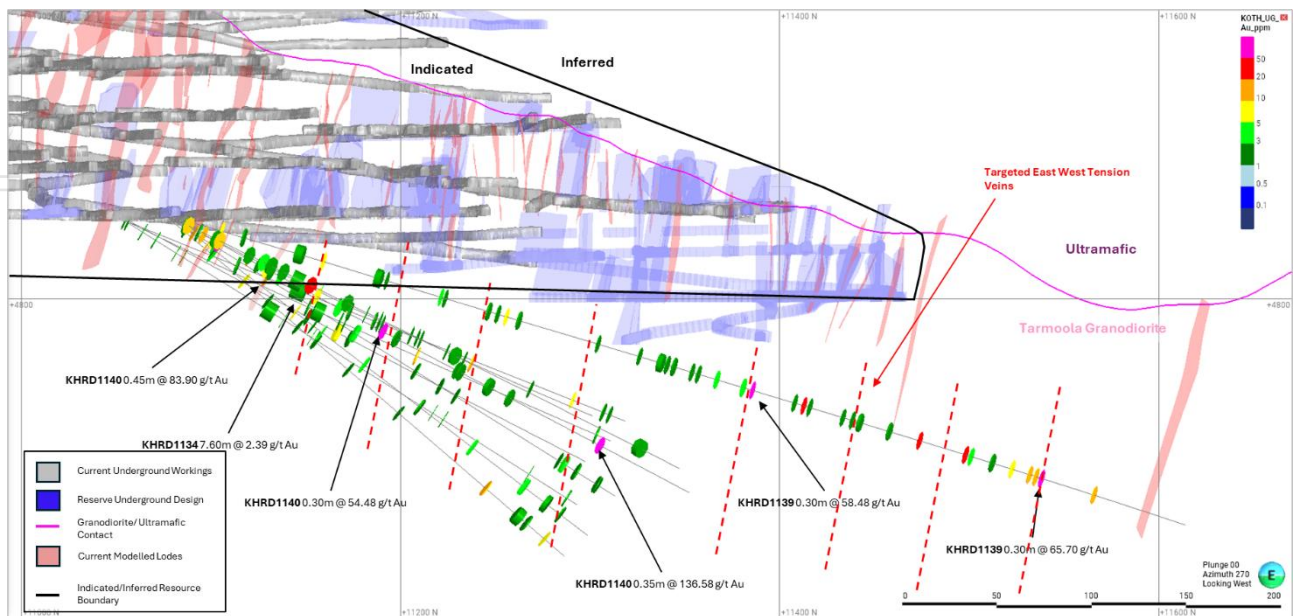 +11200 N
+11400 N
+11600 N
KOTH_UG_
Au_ppm
50
20
10
5
3
1
0.5
0.1
Indicated
Inferred
Targeted East West Tension
Veins
Ultramafic
+4800
+4800
Tarmoola Granodiorite
KHRD1140 0.45m @ 83.90 g/t Au
KHRD1134 7.60m @ 2.39 g/t Au
KHRD1140 0.30m @ 54.48 g/t Au
KHRD1139 0.30m @ 58.48 g/t Au
KHRD1139 0.30m @ 65.70 g/t Au
KHRD1140 0.35m @ 136.58 g/t Au
Current Underground Workings
Reserve Underground Design
Granodiorite/ Ultramafic
Contact
Current Modelled Lodes
Indicated/Inferred Resource
Boundary
Plunge 00
Azimuth 270
Locking West
E
0
50
100
150
200
+11200 N
+11400 N
+11600 N